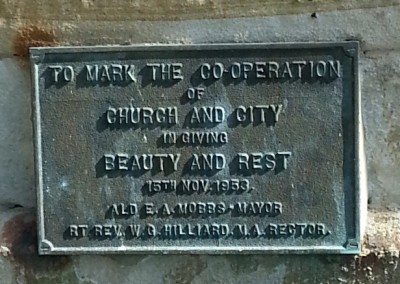 TO MARK THE CO-OPERATION
OF
CHURCH AND CITY
IN GIVING
BEAUTY AND REST
15TH NOV. 1953.
ALD E. A. MOBBS - MAYOR
RT REV. W. G. HILLIARD. M.A. RECTOR.